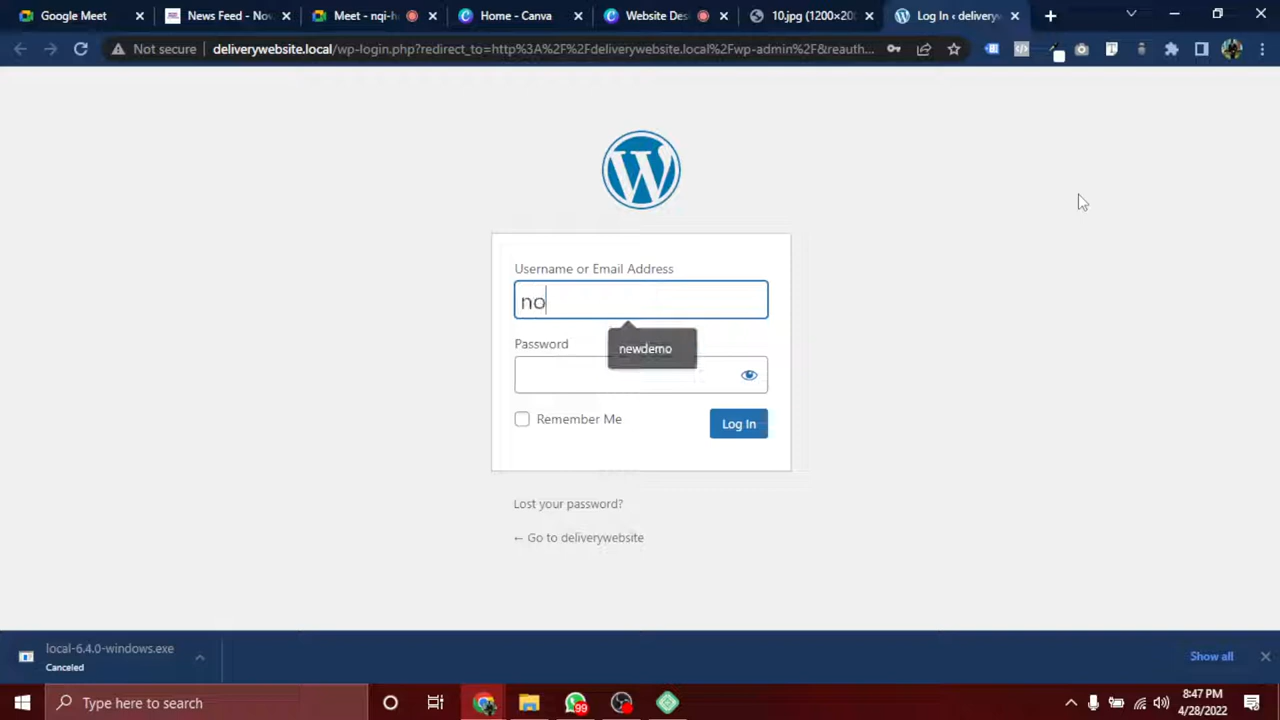 Google Meet
News Feed - Nov
Meet - nqi-h
Home - Canva
Website Des
10.jpg (1200×20
Log In ‹ deliveryw
Not secure
deliverywebsite.local/wp-login.php?redirect_to=http%3A%2F%2Fdeliverywebsite.local%2Fwp-admin%2F&reauth...
Username or Email Address
no
Password
newdemo
Remember Me
Log In
Lost your password?
← Go to deliverywebsite
local-6.4.0-windows.exe
Canceled
Show all
Type here to search
99
8:47 PM
4/28/2022